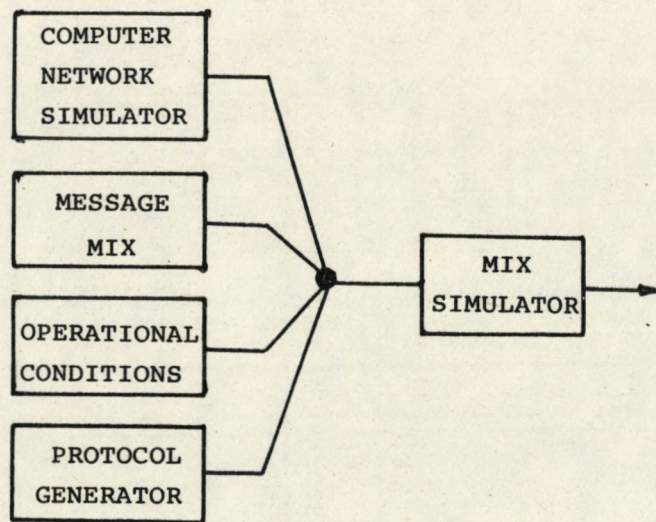 COMPUTER
NETWORK
SIMULATOR
MESSAGE
MIX
OPERATIONAL
CONDITIONS
PROTOCOL
GENERATOR
MIX
SIMULATOR